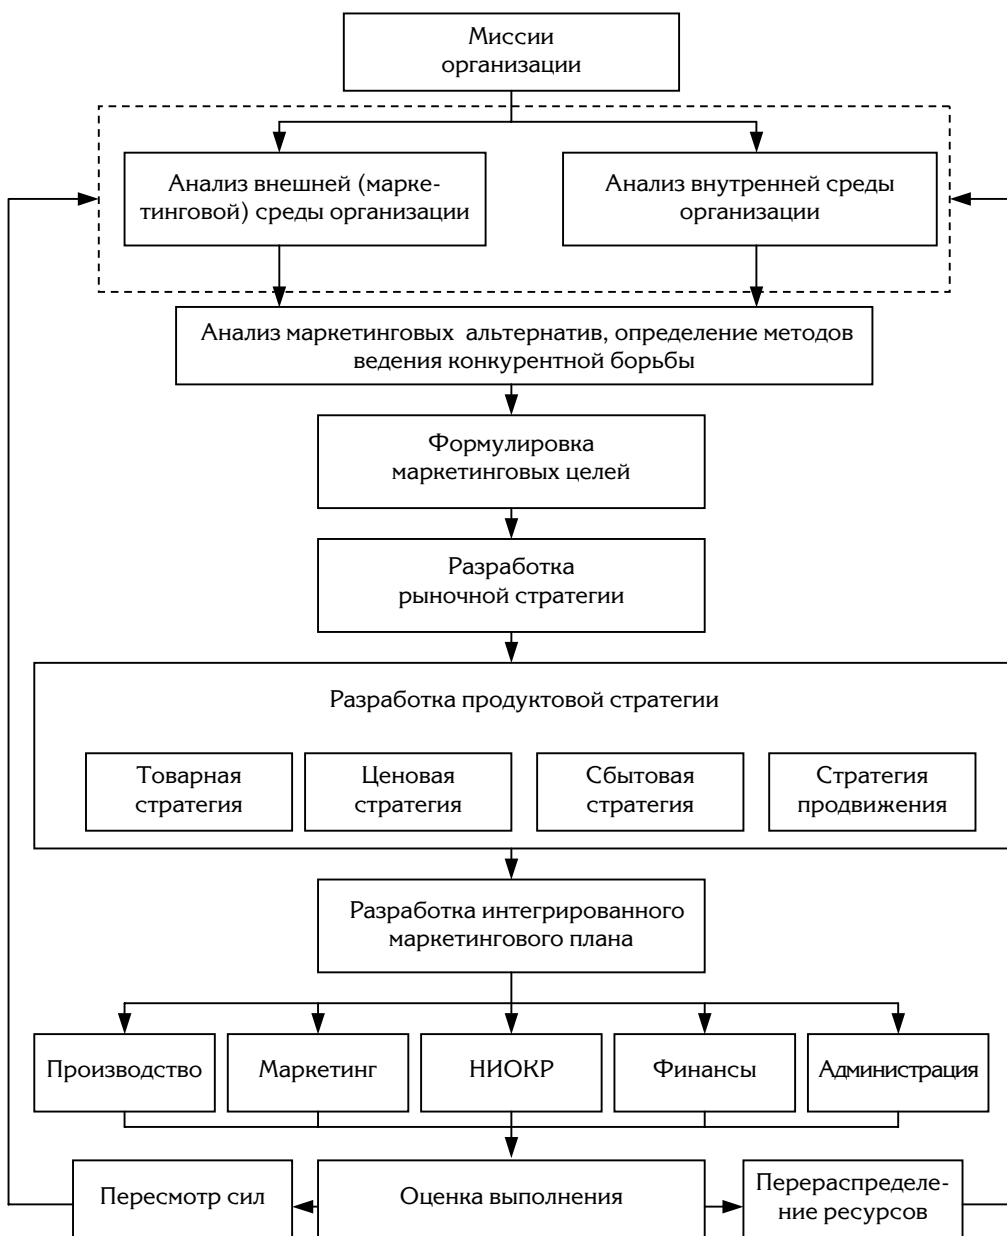 Миссии
организации
Анализ внешней (марке-
тинговой) среды организации
Анализ внутренней среды
организации
Анализ маркетинговых альтернатив, определение методов
ведения конкурентной борьбы
Формулировка
маркетинговых целей
Разработка
рыночной стратегии
Разработка продуктовой стратегии
Товарная
стратегия
Ценовая
стратегия
Сбытовая
стратегия
Стратегия
продвижения
Разработка интегрированного
маркетингового плана
Производство
Маркетинг
НИОКР
Финансы
Администрация
Пересмотр сил
Оценка выполнения
Перераспределе-
ние ресурсов